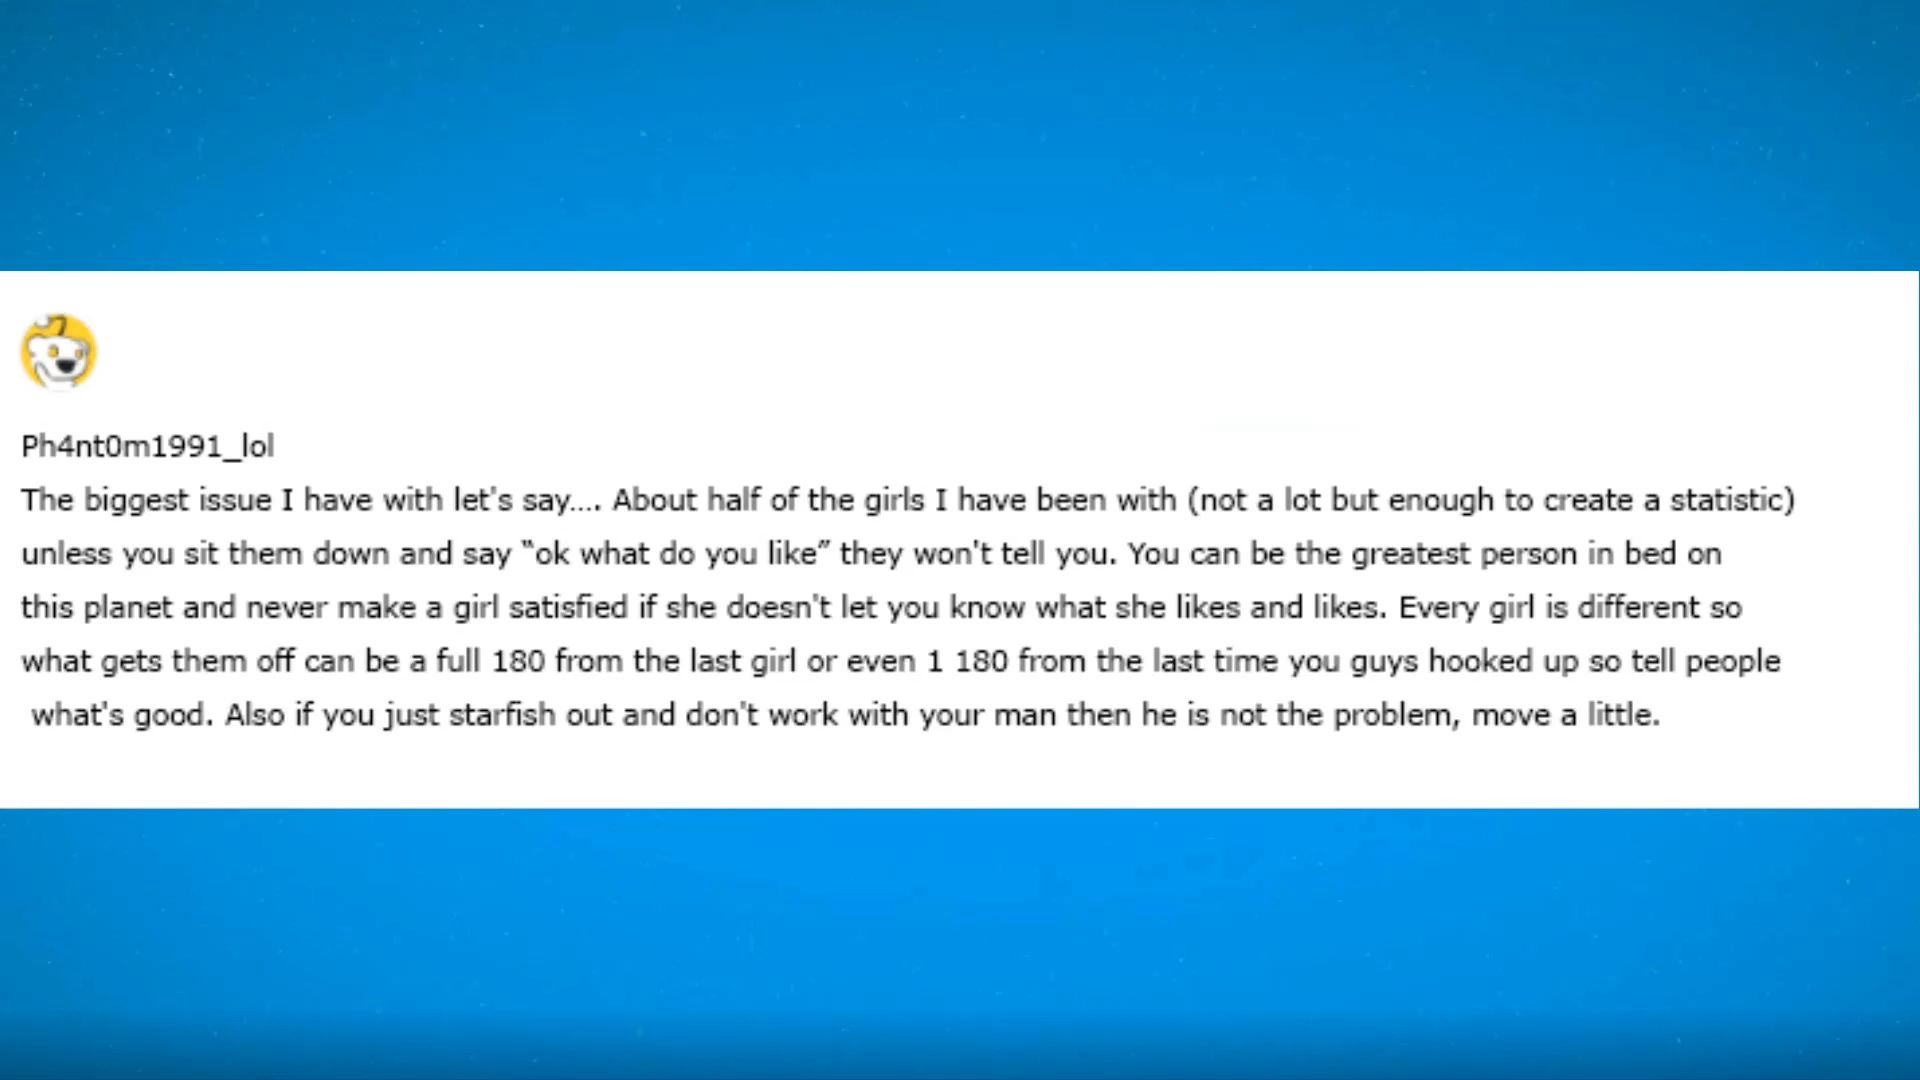 Ph4nt0m1991_lol
The biggest issue I have with let's say.... About half of the girls I have been with (not a lot but enough to create a statistic)
unless you sit them down and say “ok what do you like” they won't tell you. You can be the greatest person in bed on
this planet and never make a girl satisfied if she doesn't let you know what she likes and likes. Every girl is different so
what gets them off can be a full 180 from the last girl or even 1 180 from the last time you guys hooked up so tell people
what's good. Also if you just starfish out and don't work with your man then he is not the problem, move a little.